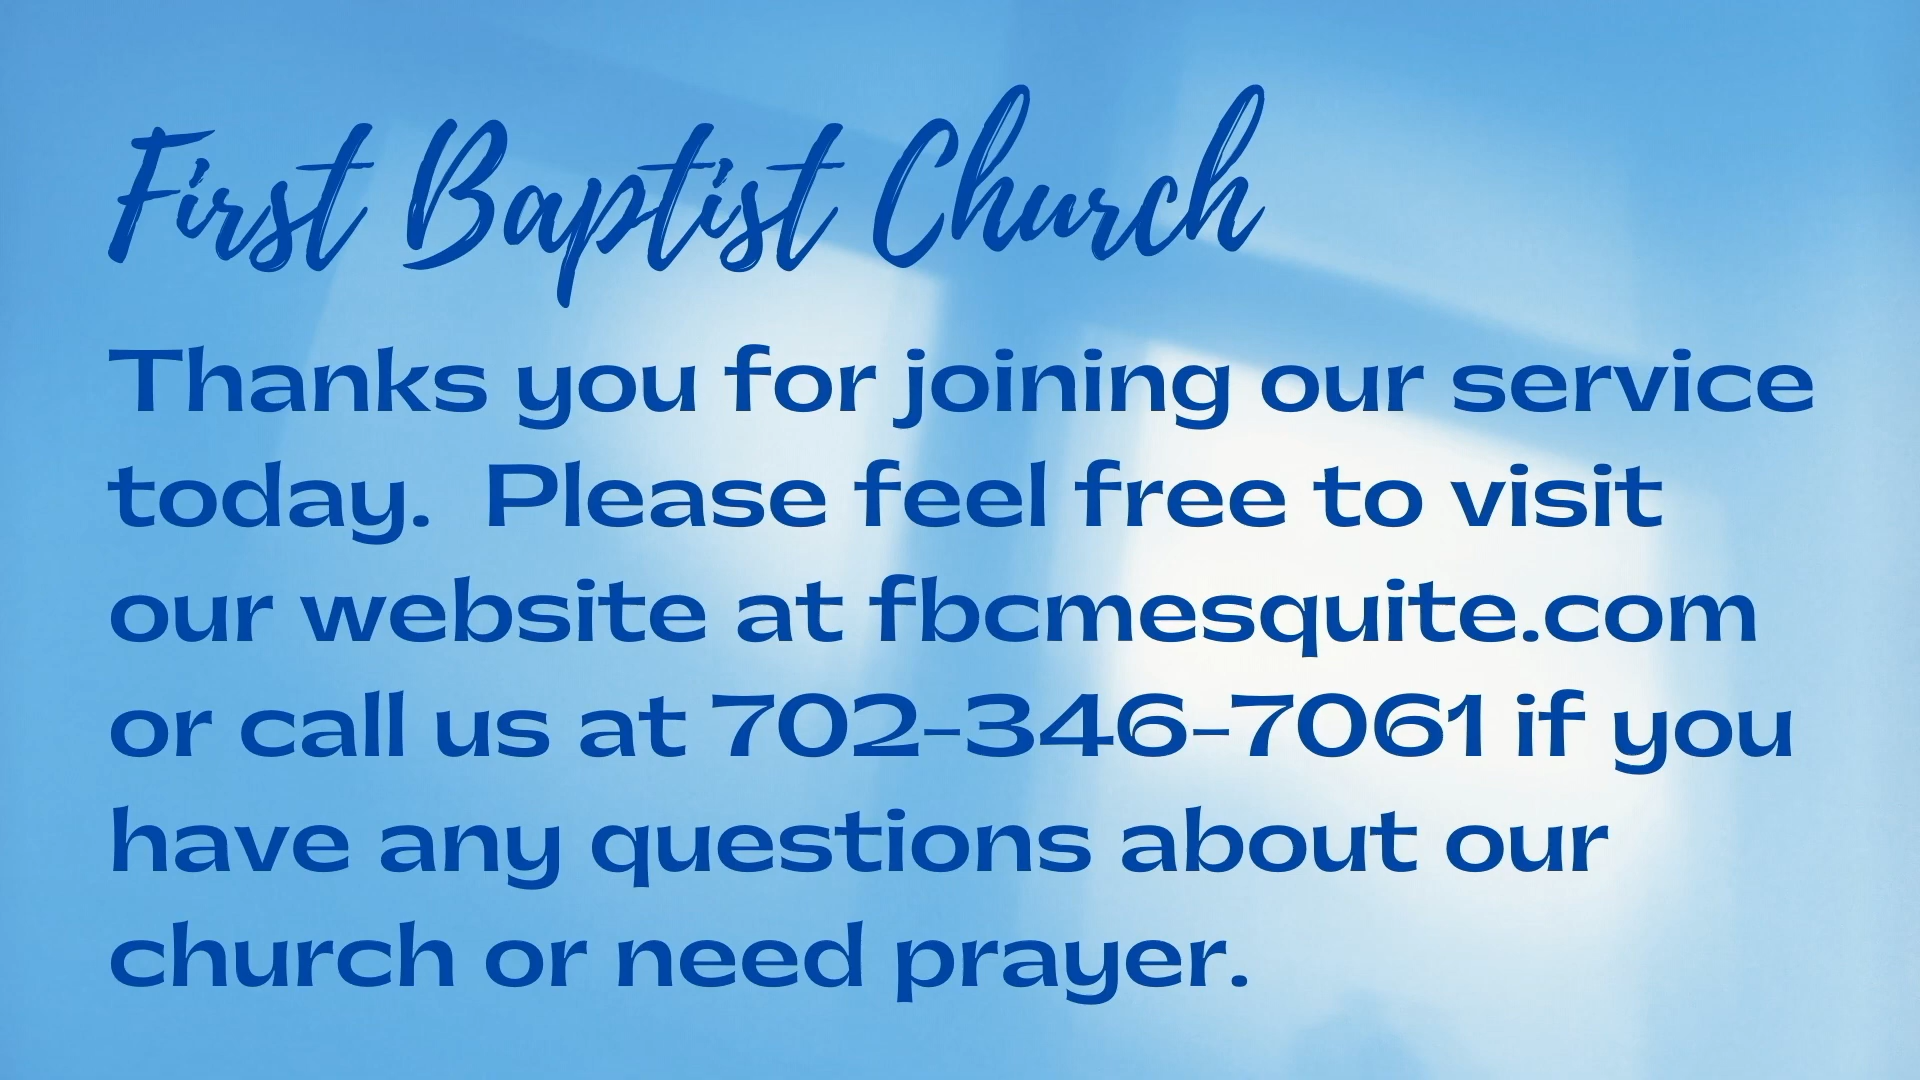 First Baptist Church
Thanks you for joining our service
today.  Please feel free to visit
our website at fbcmesquite.com
or call us at 702-346-7061 if you
have any questions about our
church or need prayer.